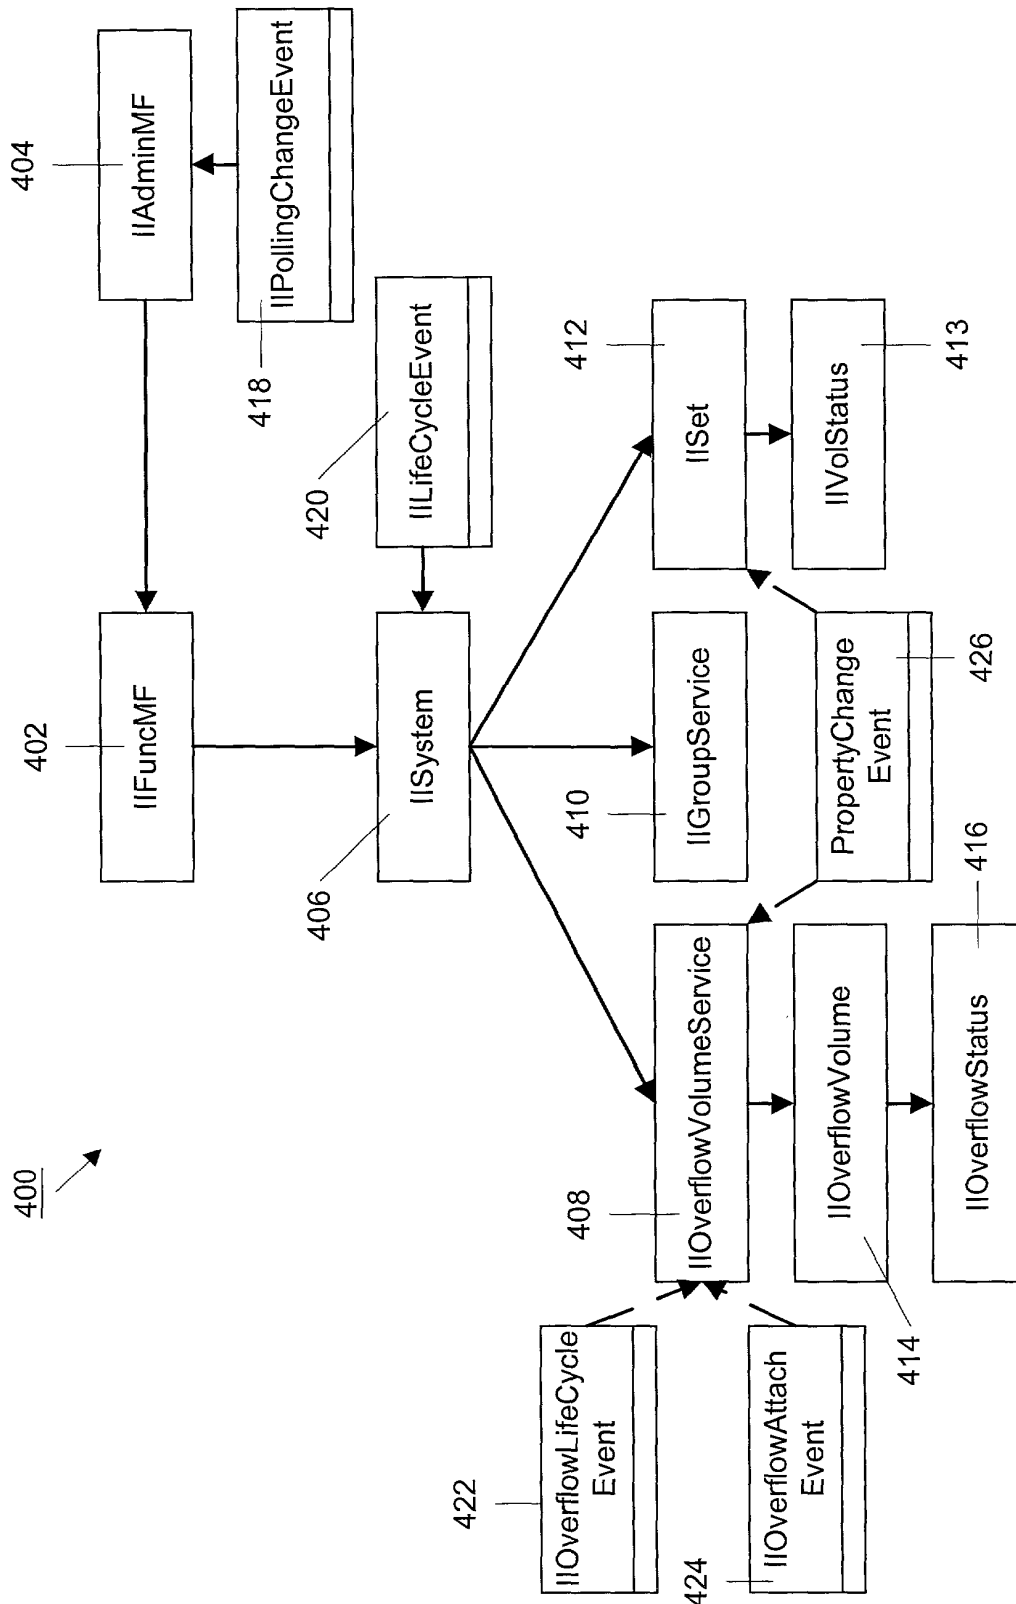 400
402
IIFuncMF
404
IIAdminMF
418
IIPollingChangeEvent
406
IISystem
420
IILifeCycleEvent
422
IIOverflowLifeCycle
Event
424
IIOverflowAttach
Event
408
IIOverflowVolumeService
410
IIGroupService
412
IISet
414
IIOverflowVolume
PropertyChange
Event
426
IIVolStatus
413
IIOverflowStatus
416